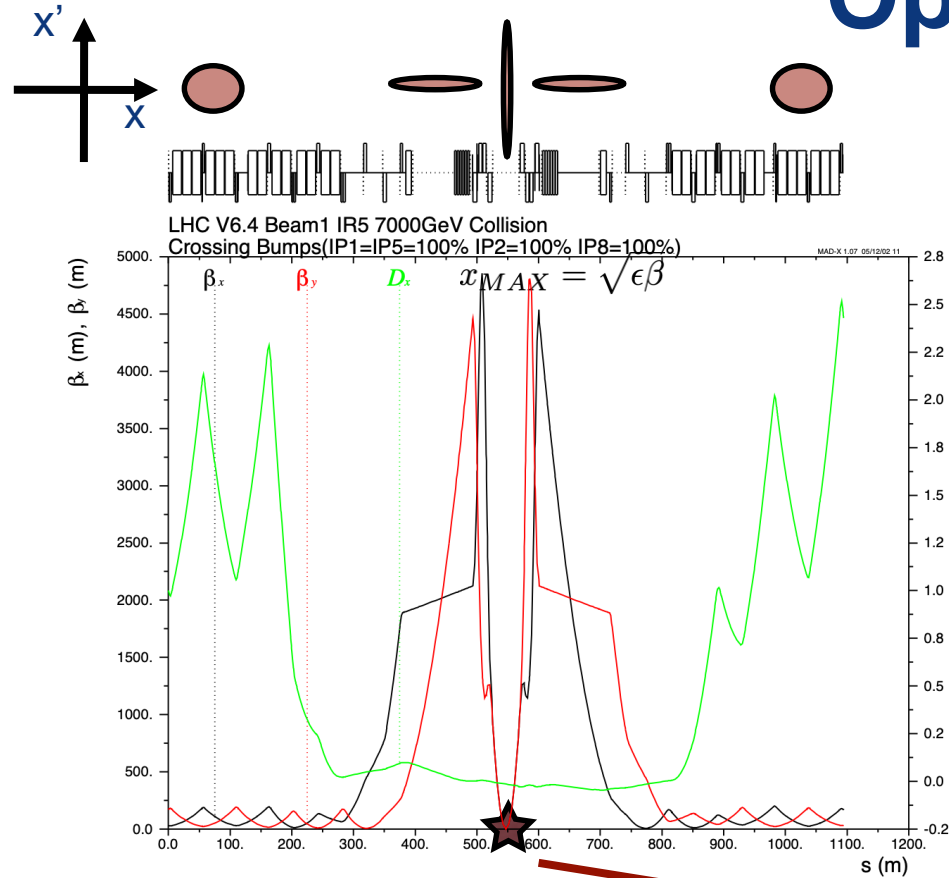 Op
x’
x
LHC V6.4 Beam1 IR5 7000GeV Collision
Crossing Bumps(IP1=IP5=100% IP2=100% IP8=100%)
MAD-X 1.07 05/12/02 11
βx βy Dx
x_MAX = √ϵβ
βx (m), βy (m)
5000.
4500.
4000.
3500.
3000.
2500.
2000.
1500.
1000.
500.
0.0
2.8
2.5
2.2
2.0
1.8
1.5
1.2
1.0
0.8
0.5
0.2
0.0
-0.2
0.0 100. 200. 300. 400. 500. 600. 700. 800. 900. 1000. 1100. 1200.
s (m)